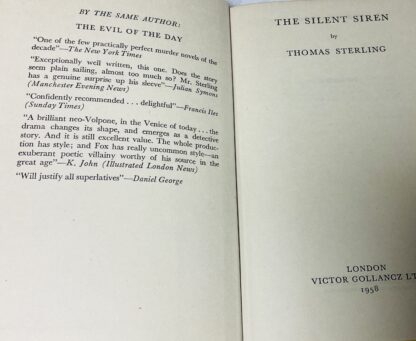 BY THE SAME AUTHOR:
THE EVIL OF THE DAY
"One of the few practically perfect murder novels of the
decade"—The New York Times
"Exceptionally well written, this one. Does the story
seem plain sailing, almost too much so? Mr. Sterling
has a genuine surprise up his sleeve"—Julian Symons
(Manchester Evening News)
"Confidently recommended . . . delightful"—Francis Iles
(Sunday Times)
"A brilliant neo-Volpone, in the Venice of today . . . the
drama changes its shape, and emerges as a detective
story. And it is still excellent value. The whole produc-
tion has style; and Fox has really uncommon style—an
exuberant poetic villainy worthy of his source in the
great age"—K. John (Illustrated London News)
"Will justify all superlatives"—Daniel George
THE SILENT SIREN
by
THOMAS STERLING
LONDON
VICTOR GOLLANCZ LT
1958